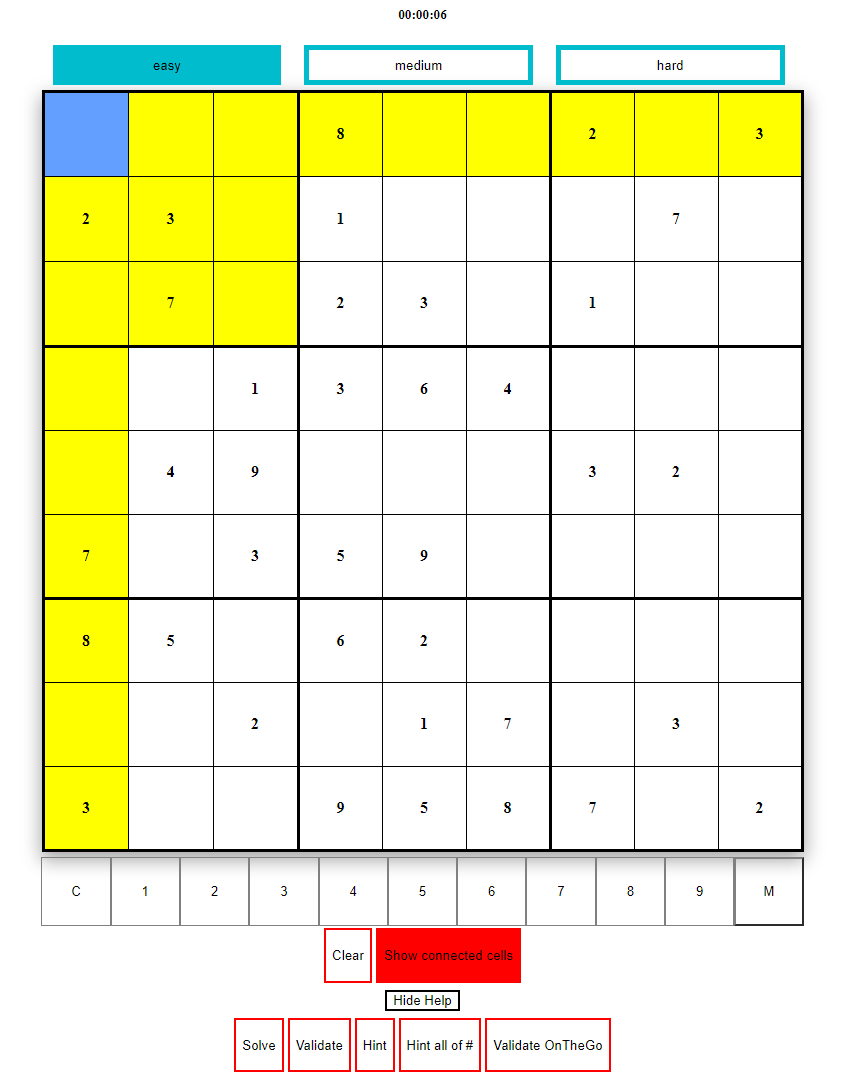 00:00:06
easy medium hard
8 2 3
2 3 1 7
7 2 3 1
1 3 6 4
4 9 3 2
7 3 5 9
8 5 6 2
2 1 7 3
3 9 5 8 7 2
C 1 2 3 4 5 6 7 8 9 M
Clear Show connected cells
Hide Help
Solve Validate Hint Hint all of # Validate OnTheGo